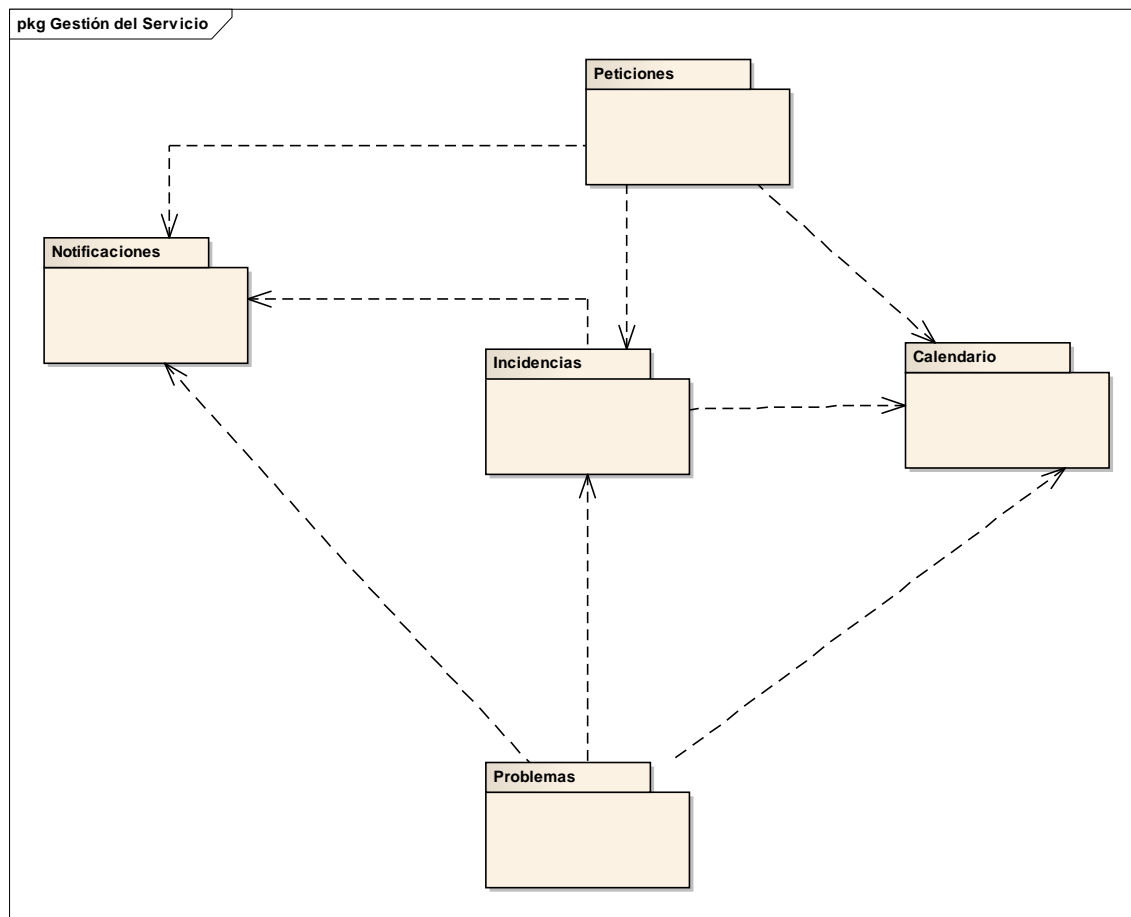 pkg Gestión del Servicio
Peticiones
Notificaciones
Incidencias
Calendario
Problemas